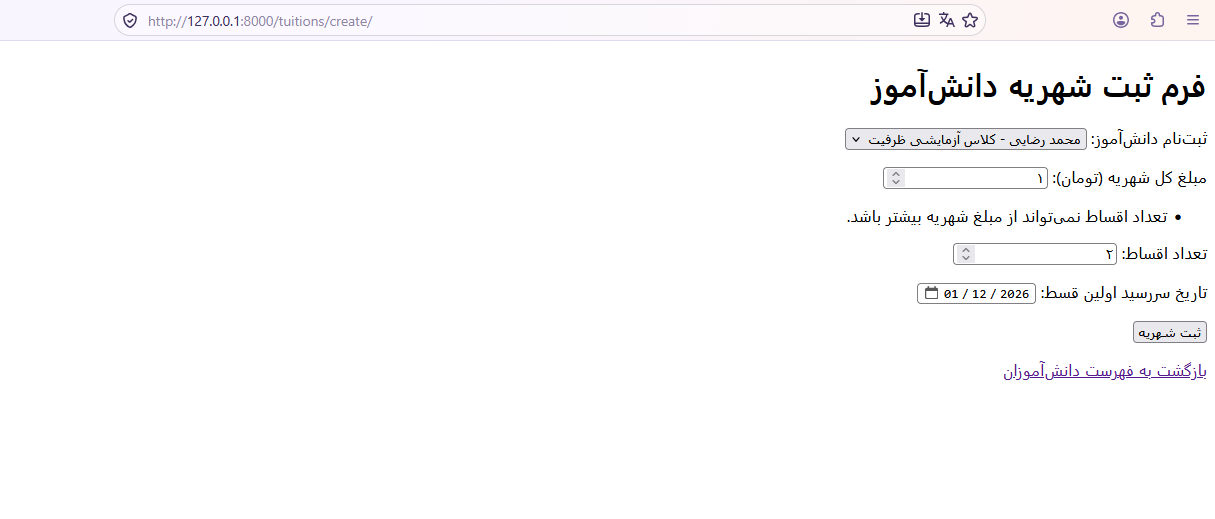 http://127.0.0.1:8000/tuitions/create/
فرم ثبت شهریه دانش‌آموز
ثبت‌نام دانش‌آموز: محمد رضایی - کلاس آزمایشی ظرفیت
مبلغ کل شهریه (تومان): ۱
• تعداد اقساط نمی‌تواند از مبلغ شهریه بیشتر باشد.
تعداد اقساط: ۲
تاریخ سررسید اولین قسط: 01 / 12 / 2026
ثبت شهریه
بازگشت به فهرست دانش‌آموزان